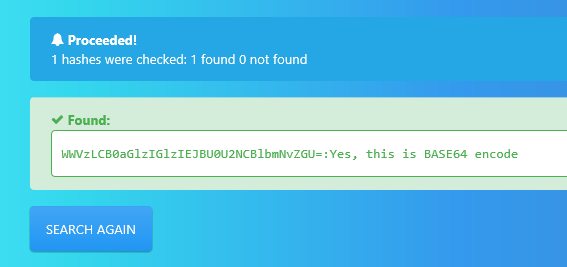 Proceeded!
1 hashes were checked: 1 found 0 not found
Found:
WWVzLCB0aGlzIGlzIEJBU0U2NCBlbmNvZGU=:Yes, this is BASE64 encode
SEARCH AGAIN